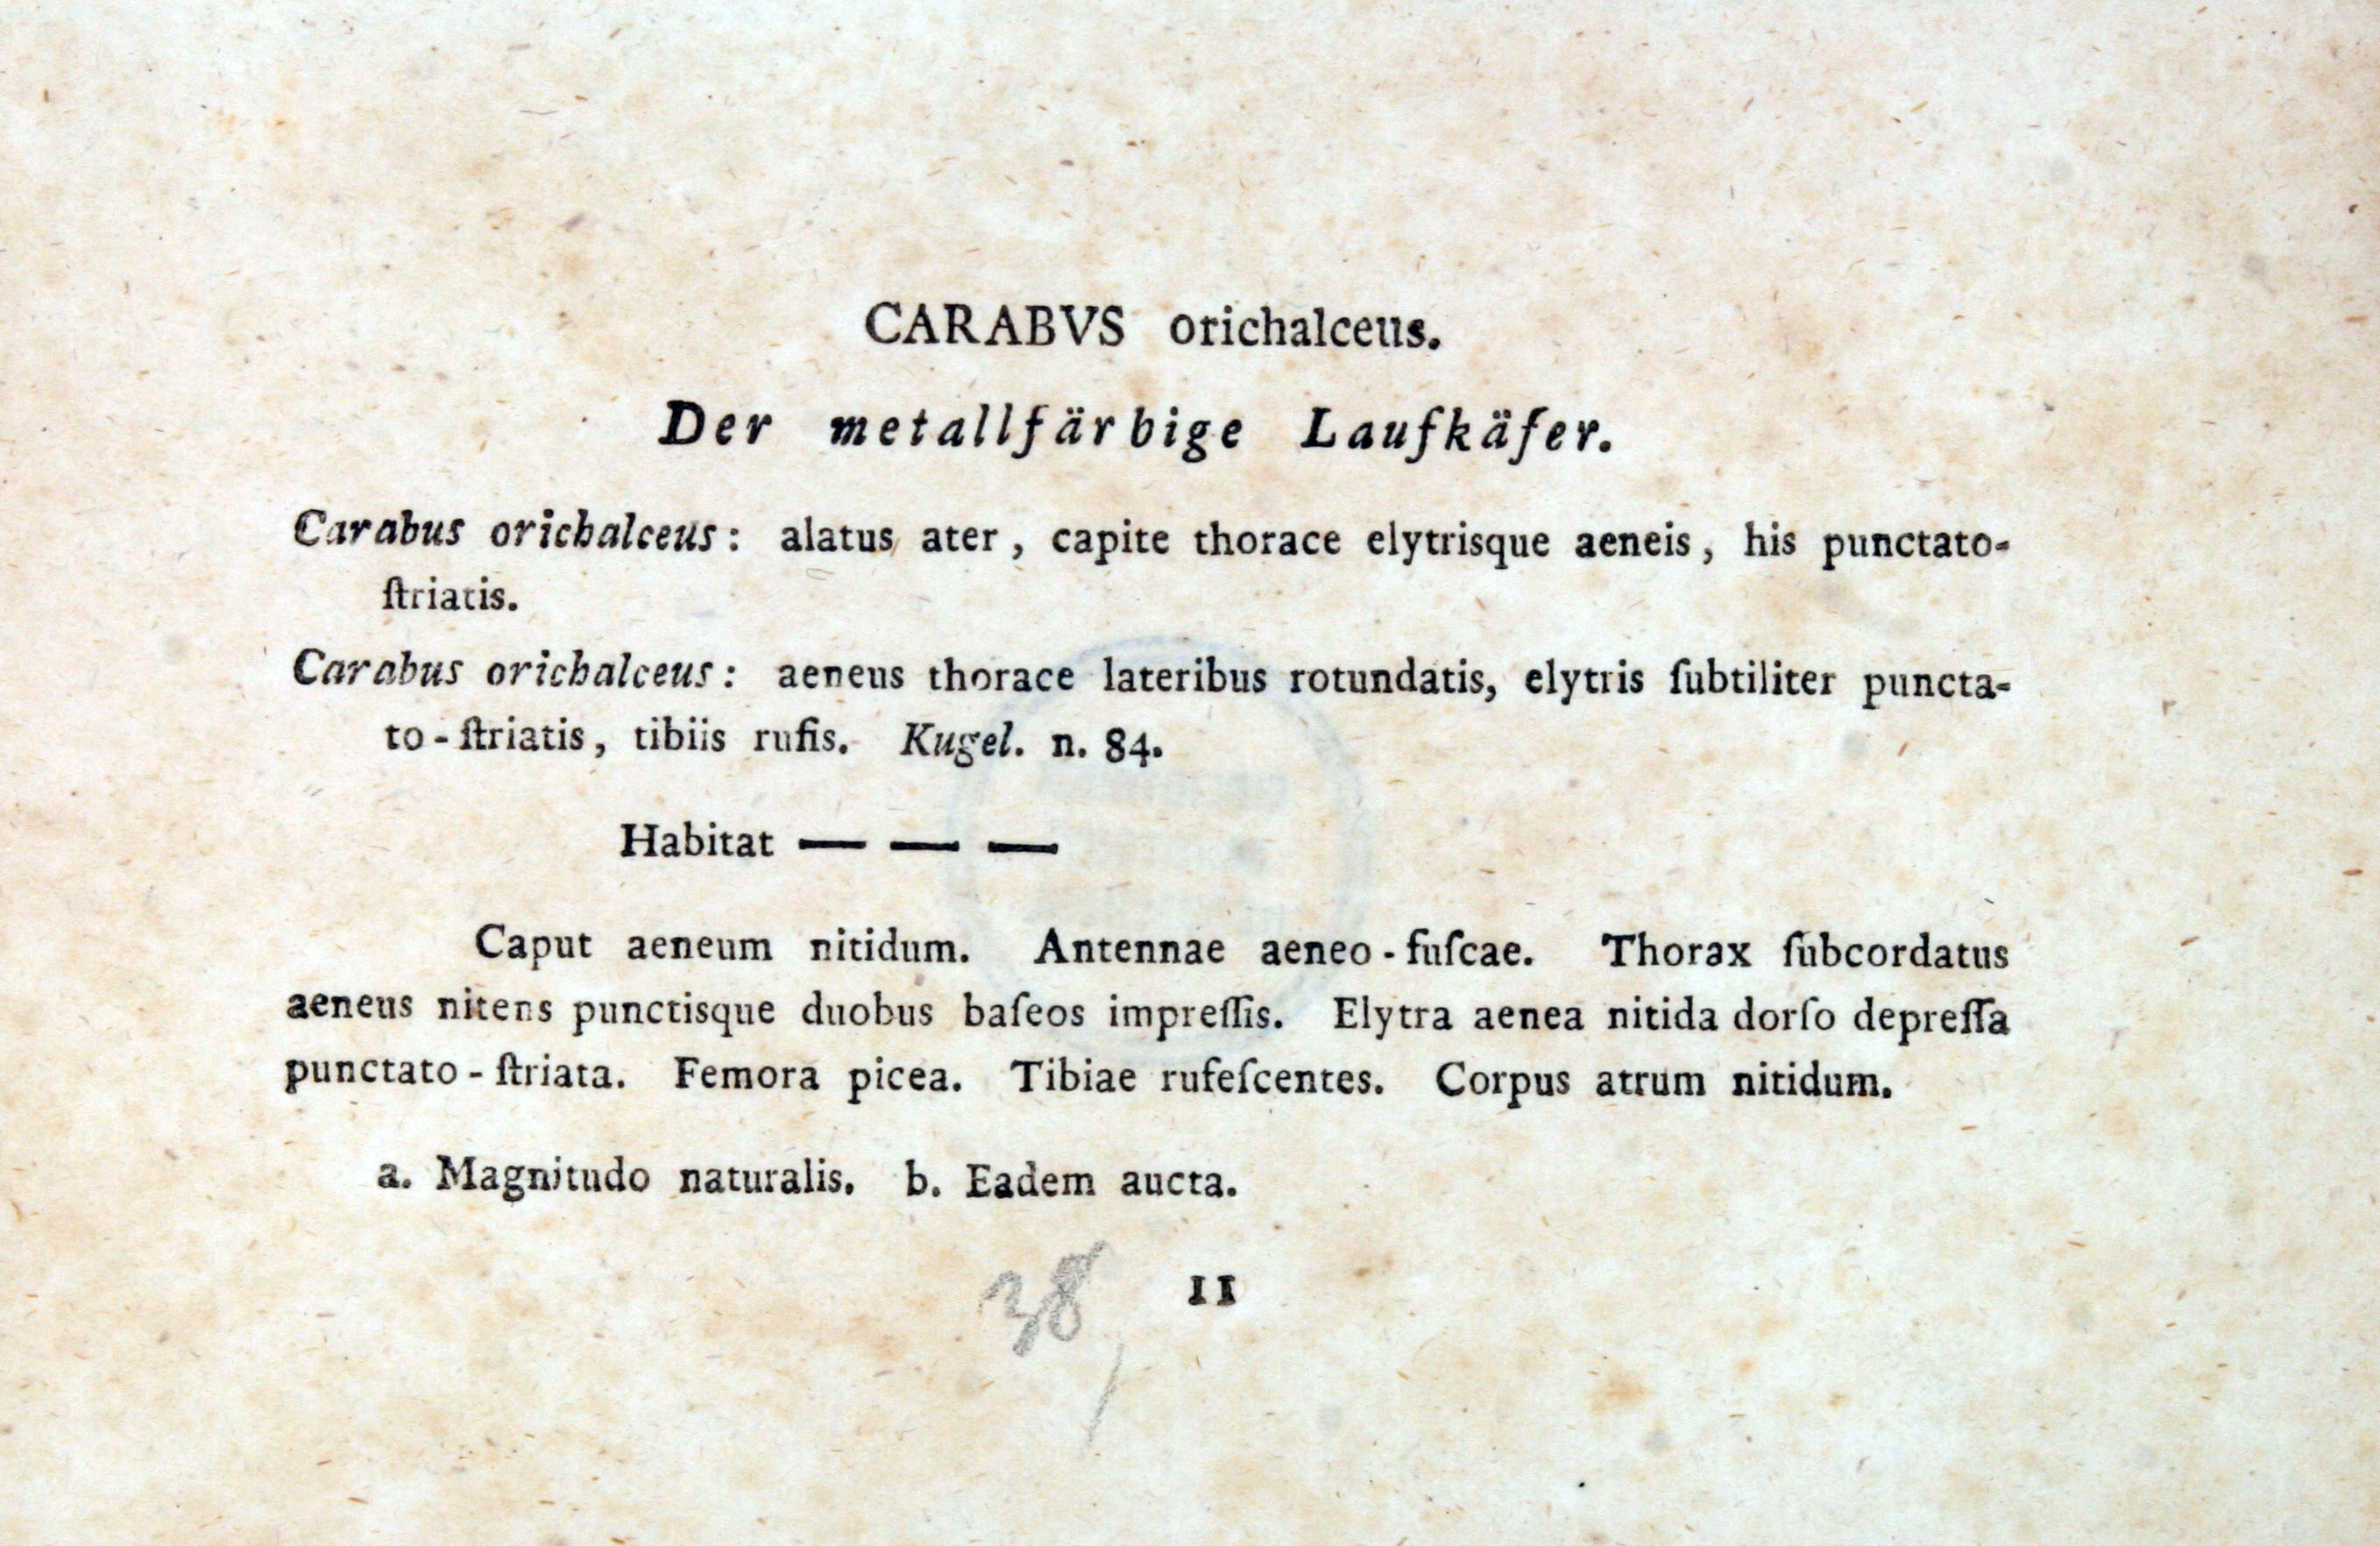 CARABVS orichalceus.
Der metallfärbige Laufkäfer.
Carabus orichalceus: alatus ater, capite thorace elytrisque aeneis, his punctato-
ſtriatis.
Carabus orichalceus: aeneus thorace lateribus rotundatis, elytris ſubtiliter puncta-
to-ſtriatis, tibiis rufis. Kugel. n. 84.
Habitat — — —
Caput aeneum nitidum. Antennae aeneo-fuſcae. Thorax ſubcordatus
aeneus nitens punctisque duobus baſeos impreſſis. Elytra aenea nitida dorſo depreſſa
punctato-ſtriata. Femora picea. Tibiae rufeſcentes. Corpus atrum nitidum.
a. Magnitudo naturalis. b. Eadem aucta.
38 11